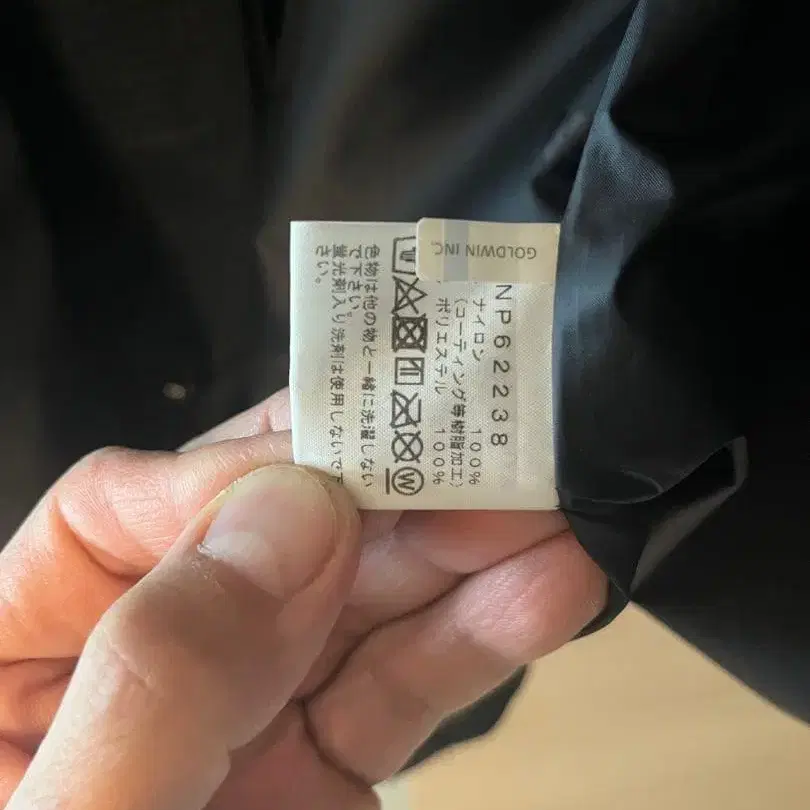 GOLDWIN INC.
NP62238
ナイロン 100%
(コーティング等樹脂加工)
ポリエステル 100%
W
色物は他の物と一緒に洗濯しない
で下さい。
蛍光剤入り洗剤は使用しないで下
さい。